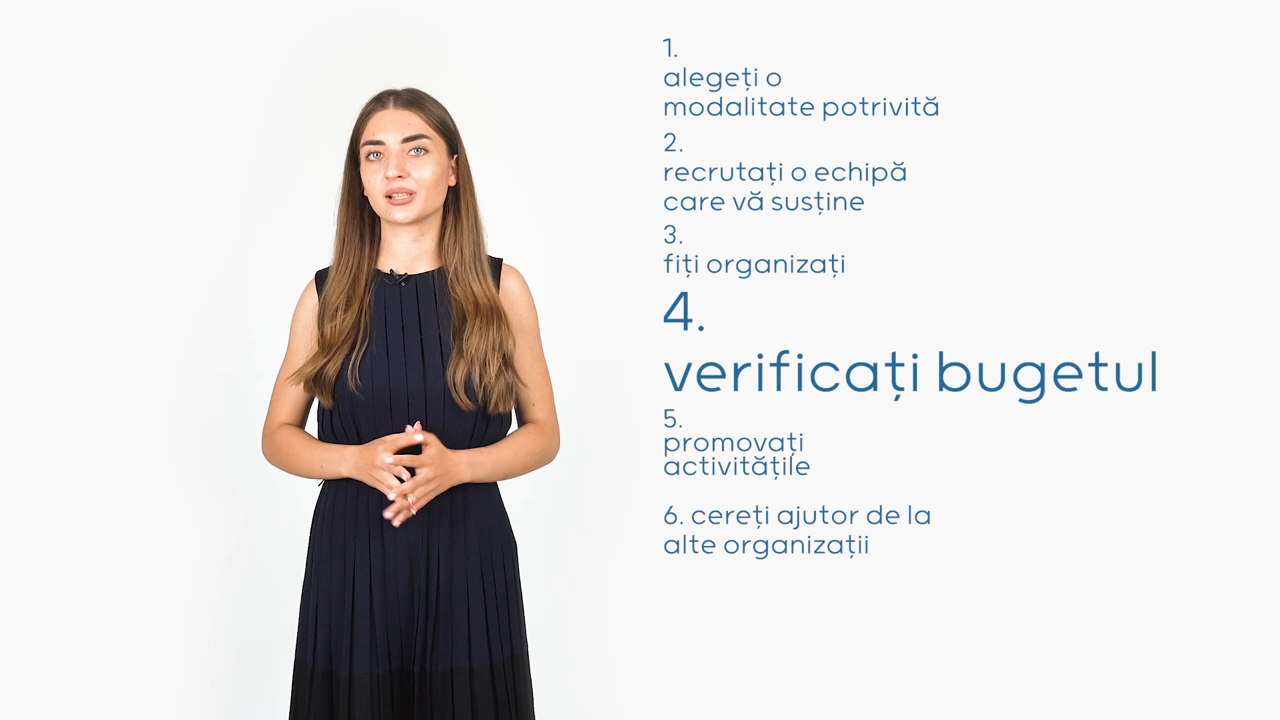 1.
alegeți o
modalitate potrivită
2.
recrutați o echipă
care vă susține
3.
fiți organizați
4.
verificați bugetul
5.
promovați
activitățile
6. cereți ajutor de la
alte organizații